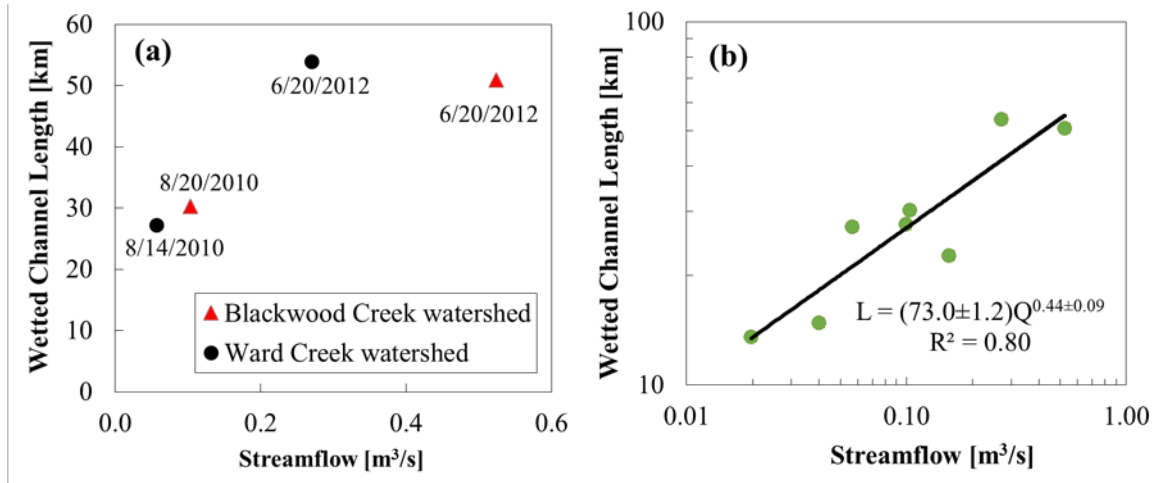 (a)
Wetted Channel Length [km]
60
50
40
30
20
10
0
6/20/2012
6/20/2012
8/20/2010
8/14/2010
Blackwood Creek watershed
Ward Creek watershed
0.0
0.2
0.4
0.6
Streamflow [m³/s]
(b)
Wetted Channel Length [km]
100
10
L = (73.0±1.2)Q^0.44±0.09
R² = 0.80
0.01
0.10
1.00
Streamflow [m³/s]